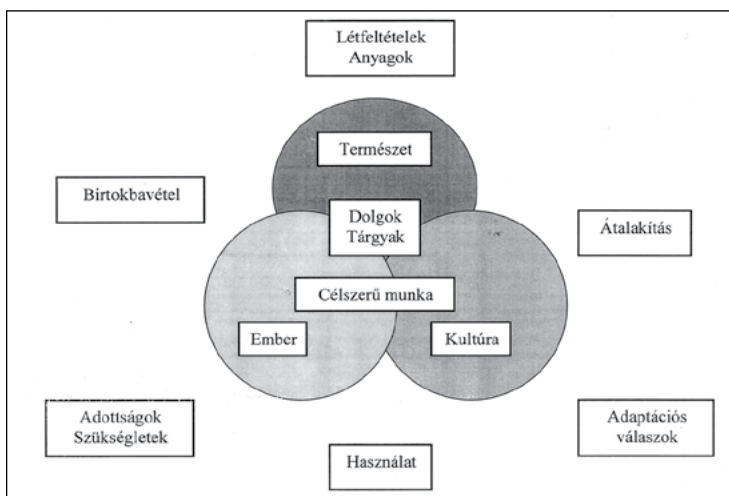 Létfeltételek
Anyagok
Természet
Birtokbavétel
Dolgok
Tárgyak
Átalakítás
Célszerű munka
Ember
Kultúra
Adottságok
Szükségletek
Adaptációs
válaszok
Használat